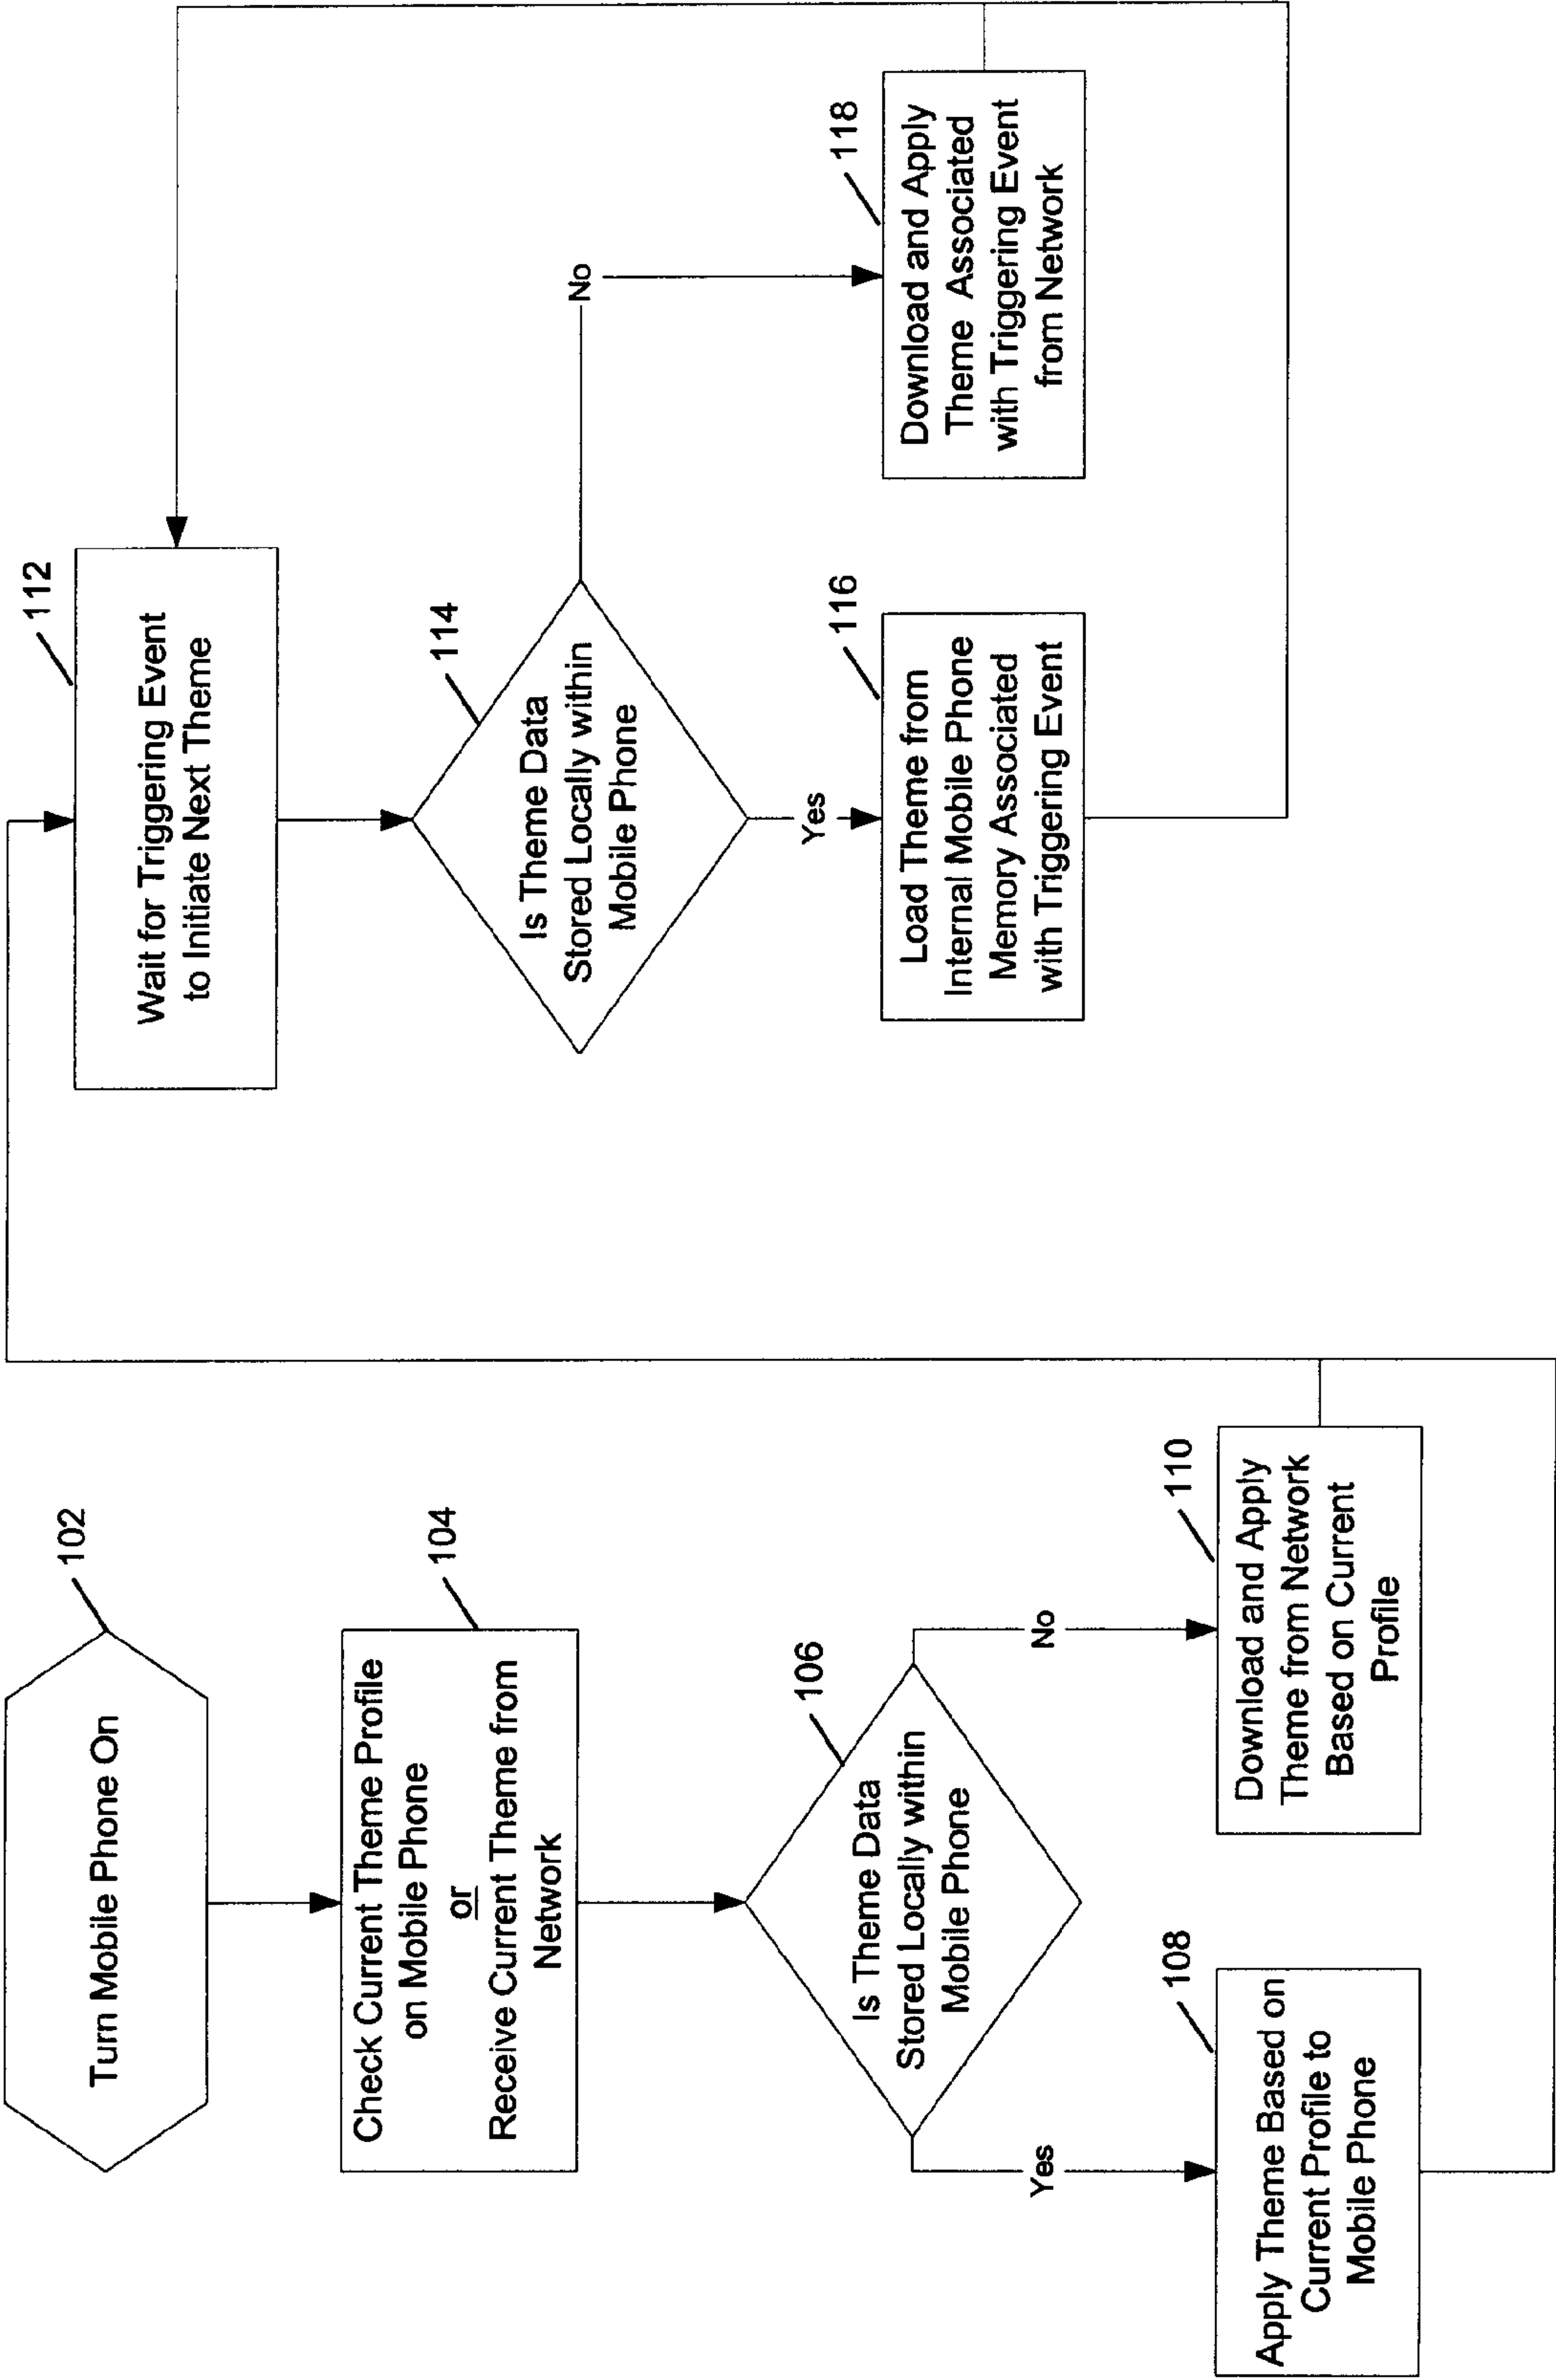 102
Turn Mobile Phone On
104
Check Current Theme Profile
on Mobile Phone
or
Receive Current Theme from
Network
106
Is Theme Data
Stored Locally within
Mobile Phone
Yes
No
108
Apply Theme Based on
Current Profile to
Mobile Phone
110
Download and Apply
Theme from Network
Based on Current
Profile
112
Wait for Triggering Event
to Initiate Next Theme
114
Is Theme Data
Stored Locally within
Mobile Phone
Yes
No
116
Load Theme from
Internal Mobile Phone
Memory Associated
with Triggering Event
118
Download and Apply
Theme Associated
with Triggering Event
from Network